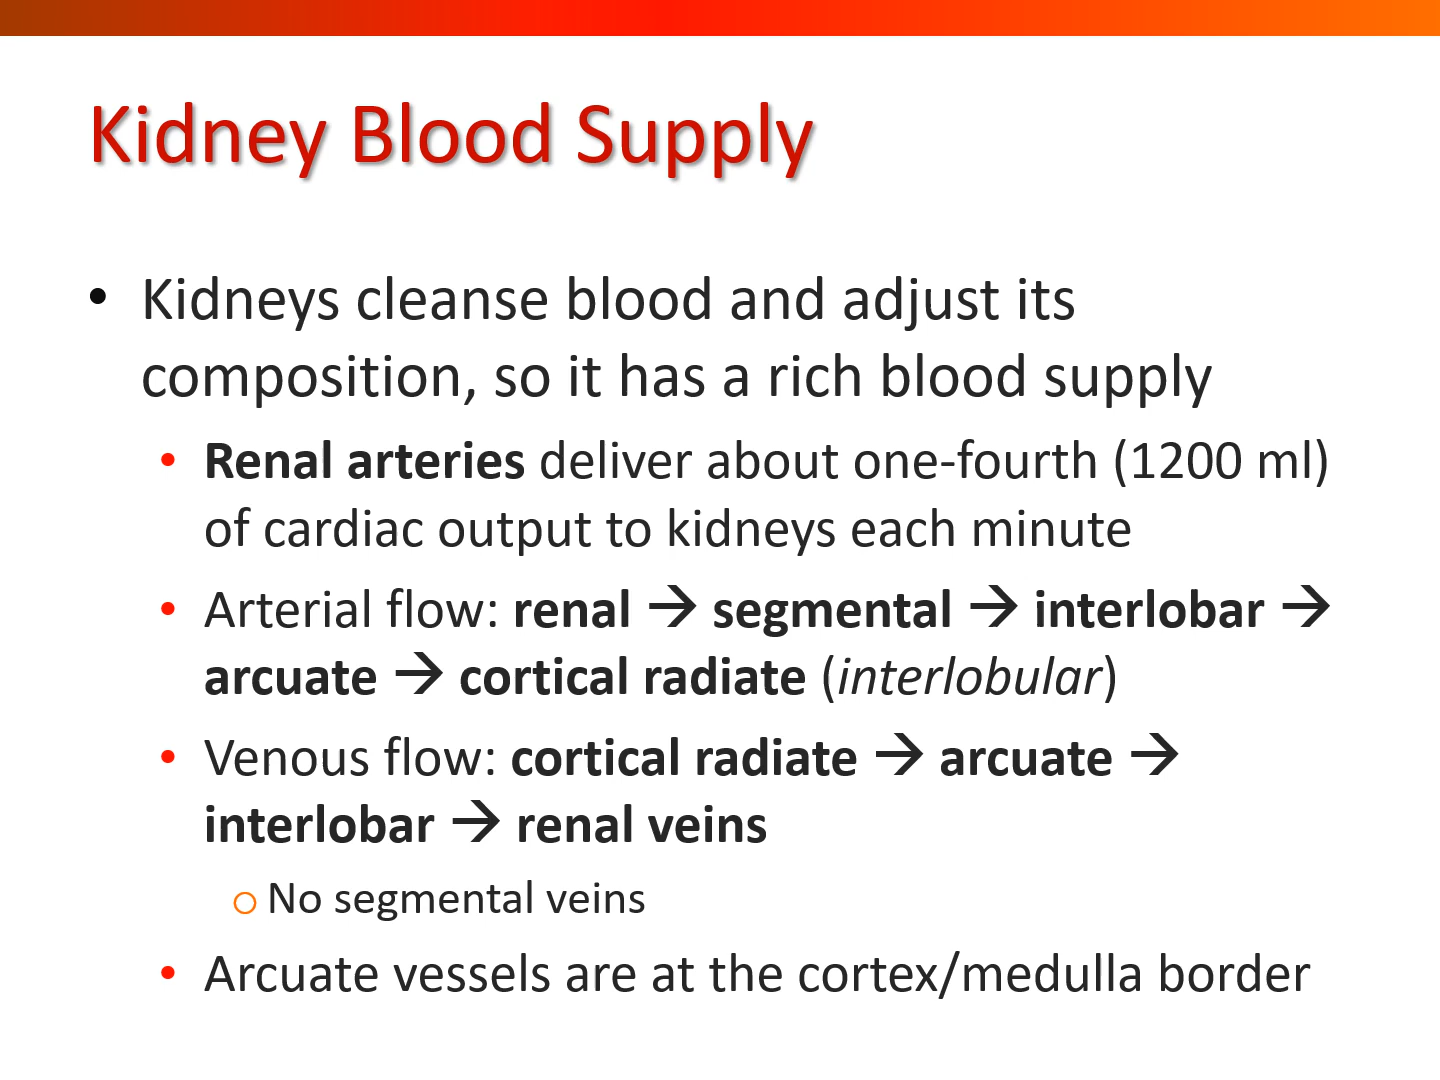 Kidney Blood Supply
• Kidneys cleanse blood and adjust its
composition, so it has a rich blood supply
• Renal arteries deliver about one-fourth (1200 ml)
of cardiac output to kidneys each minute
• Arterial flow: renal → segmental → interlobar →
arcuate → cortical radiate (interlobular)
• Venous flow: cortical radiate → arcuate →
interlobar → renal veins
o No segmental veins
• Arcuate vessels are at the cortex/medulla border